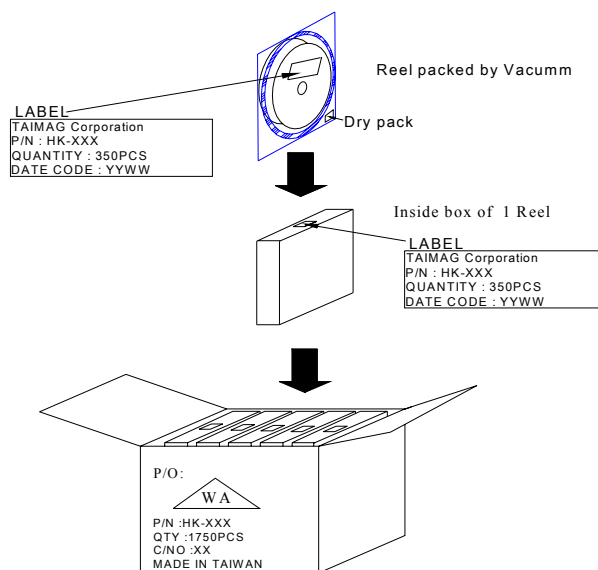 Reel packed by Vacumm
LABEL
TAIMAG Corporation
P/N : HK-XXX
QUANTITY : 350PCS
DATE CODE : YYWW
Dry pack
Inside box of 1 Reel
LABEL
TAIMAG Corporation
P/N : HK-XXX
QUANTITY : 350PCS
DATE CODE : YYWW
P/O:
WA
P/N :HK-XXX
QTY :1750PCS
C/NO :XX
MADE IN TAIWAN